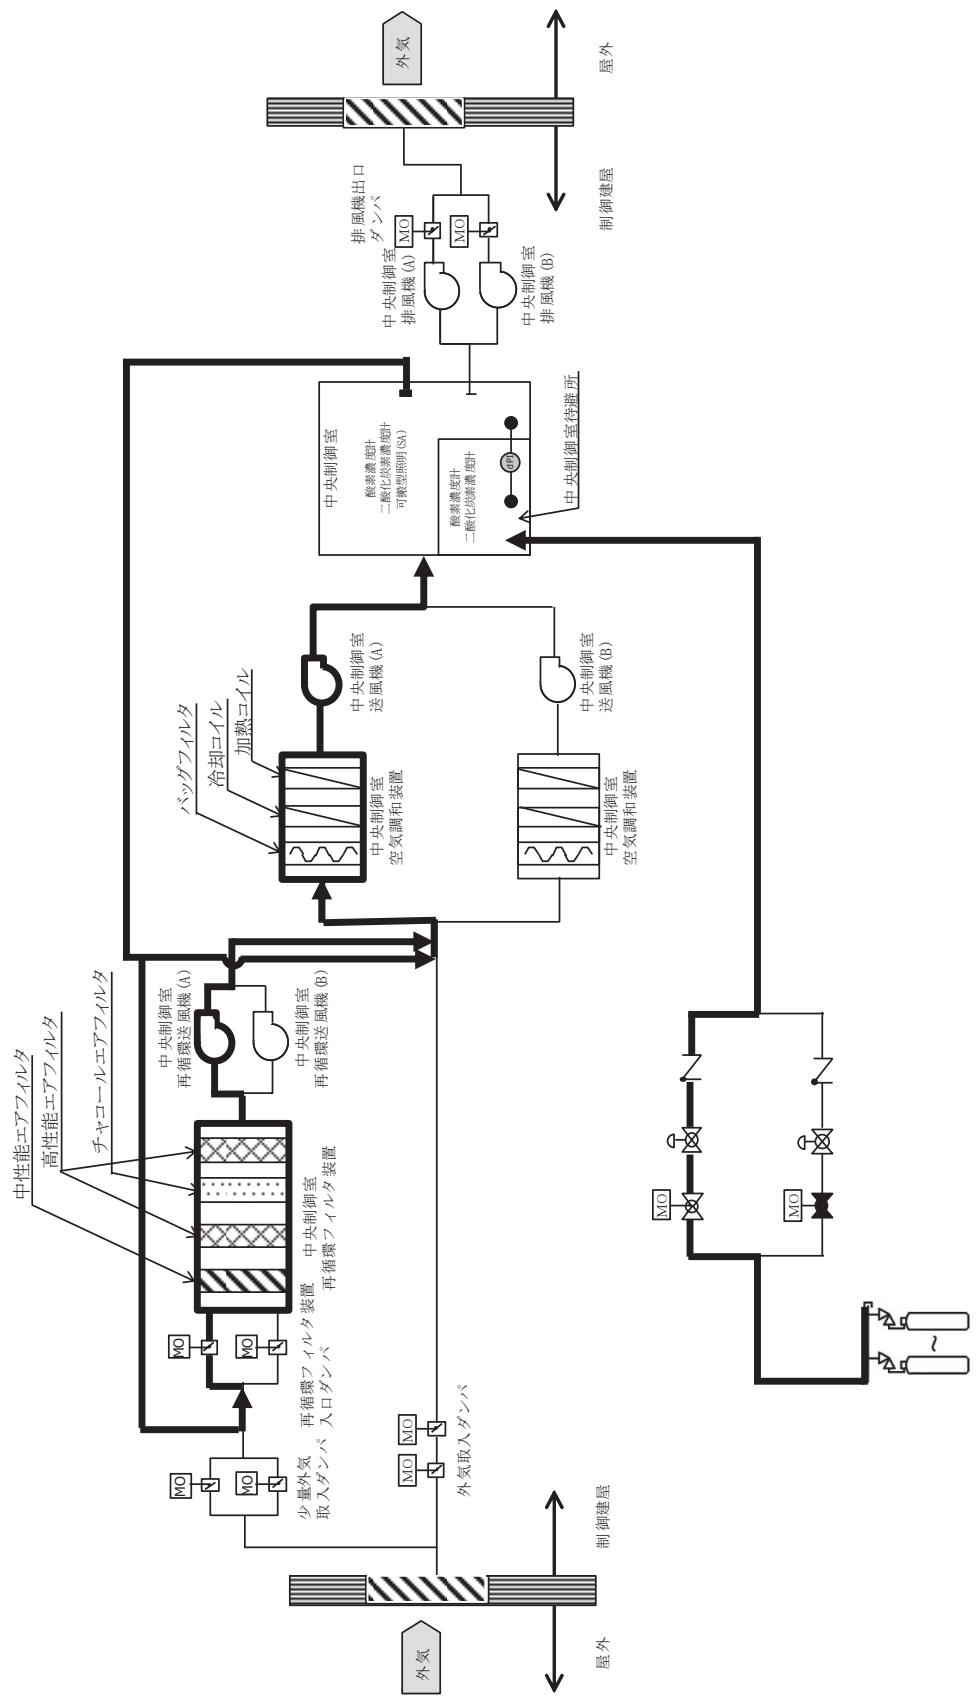 外気
屋外
制御建屋
MO
MO
少量外気
取入ダンパ
MO
MO
外気取入ダンパ
MO
MO
再循環フィルタ装置
入口ダンパ
中性能エアフィルタ
高性能エアフィルタ
チャコールエアフィルタ
中央制御室
再循環フィルタ装置
中央制御室
再循環送風機(A)
中央制御室
再循環送風機(B)
バッグフィルタ
冷却コイル
加熱コイル
中央制御室
空気調和装置
中央制御室
空気調和装置
中央制御室
送風機(A)
中央制御室
送風機(B)
中央制御室
酸素濃度計
二酸化炭素濃度計
可搬型照明(SA)
酸素濃度計
二酸化炭素濃度計
dPI
中央制御室待避所
中央制御室
排風機(A)
中央制御室
排風機(B)
排風機出口
ダンパ
MO
MO
外気
制御建屋
屋外
MO
MO
~